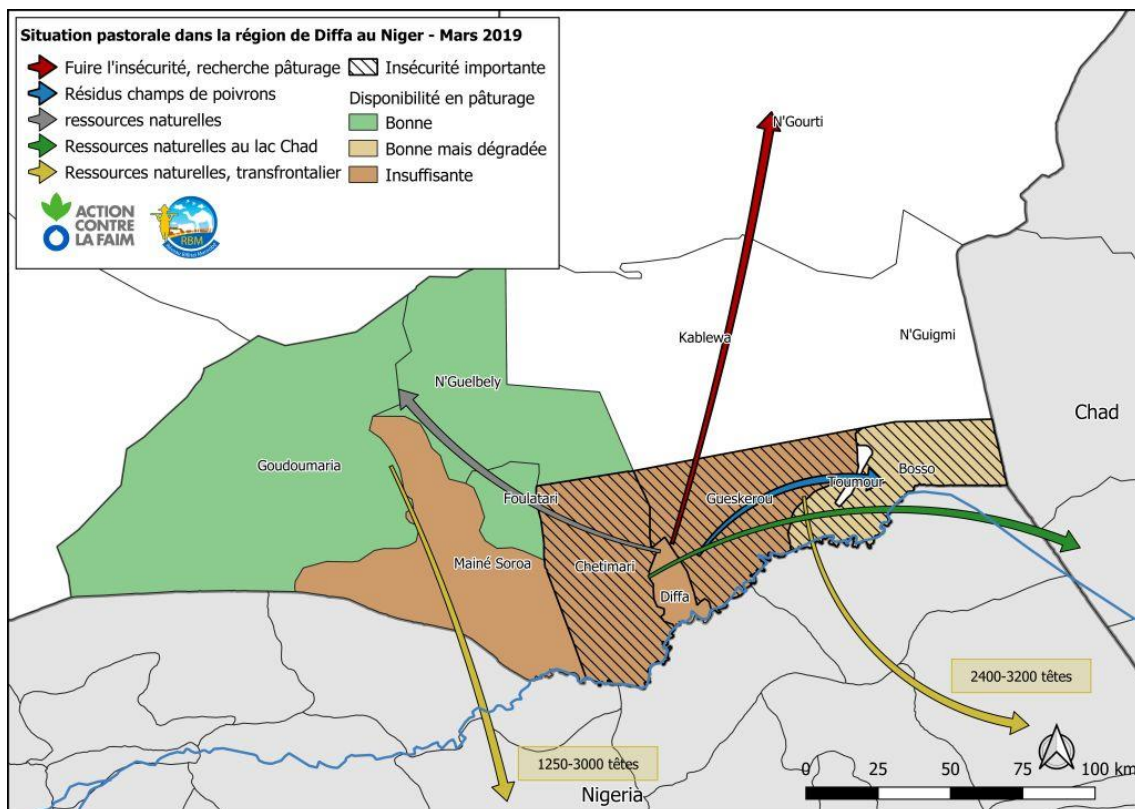 Situation pastorale dans la région de Diffa au Niger - Mars 2019
Fuire l'insécurité, recherche pâturage
Résidus champs de poivrons
ressources naturelles
Ressources naturelles au lac Chad
Ressources naturelles, transfrontalier
Insécurité importante
Disponibilité en pâturage
Bonne
Bonne mais dégradée
Insuffisante
ACTION
CONTRE
LA FAIM
RBM
N'Gourti
Kablewa
N'Guigmi
N'Guelbely
Chad
Goudoumaria
Foulatari
Gueskerou
Toumour
Bosso
Mainé Soroa
Chetimari
Diffa
2400-3200 têtes
1250-3000 têtes
Nigeria
0 25 50 75 100 km